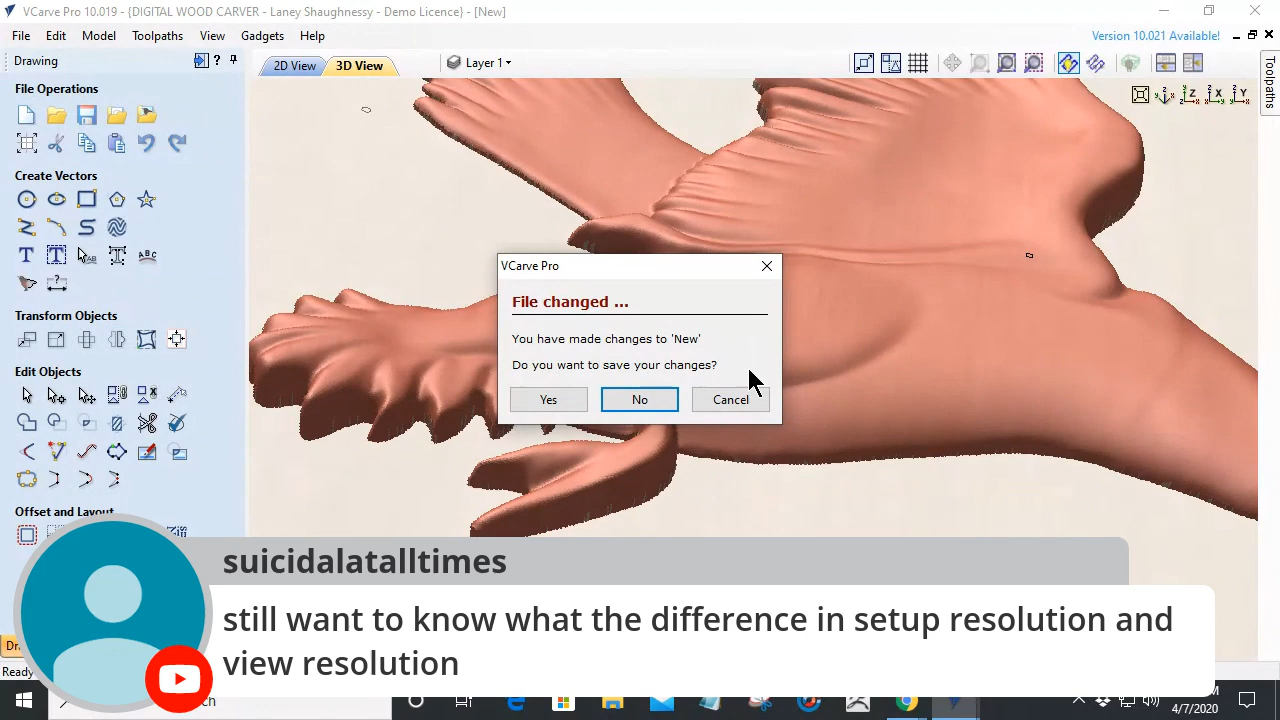 VCarve Pro 10.019 - {DIGITAL WOOD CARVER - Laney Shaughnessy - Demo Licence} - [New]
File Edit Model Toolpaths View Gadgets Help Version 10.021 Available!
Drawing
2D View 3D View Layer 1
Toolpaths
File Operations
Z X Y
Create Vectors
ABC
Transform Objects
Edit Objects
Offset and Layout
VCarve Pro
File changed ...
You have made changes to 'New'
Do you want to save your changes?
Yes No Cancel
suicidalatalltimes
still want to know what the difference in setup resolution and
view resolution
Ready
4/7/2020